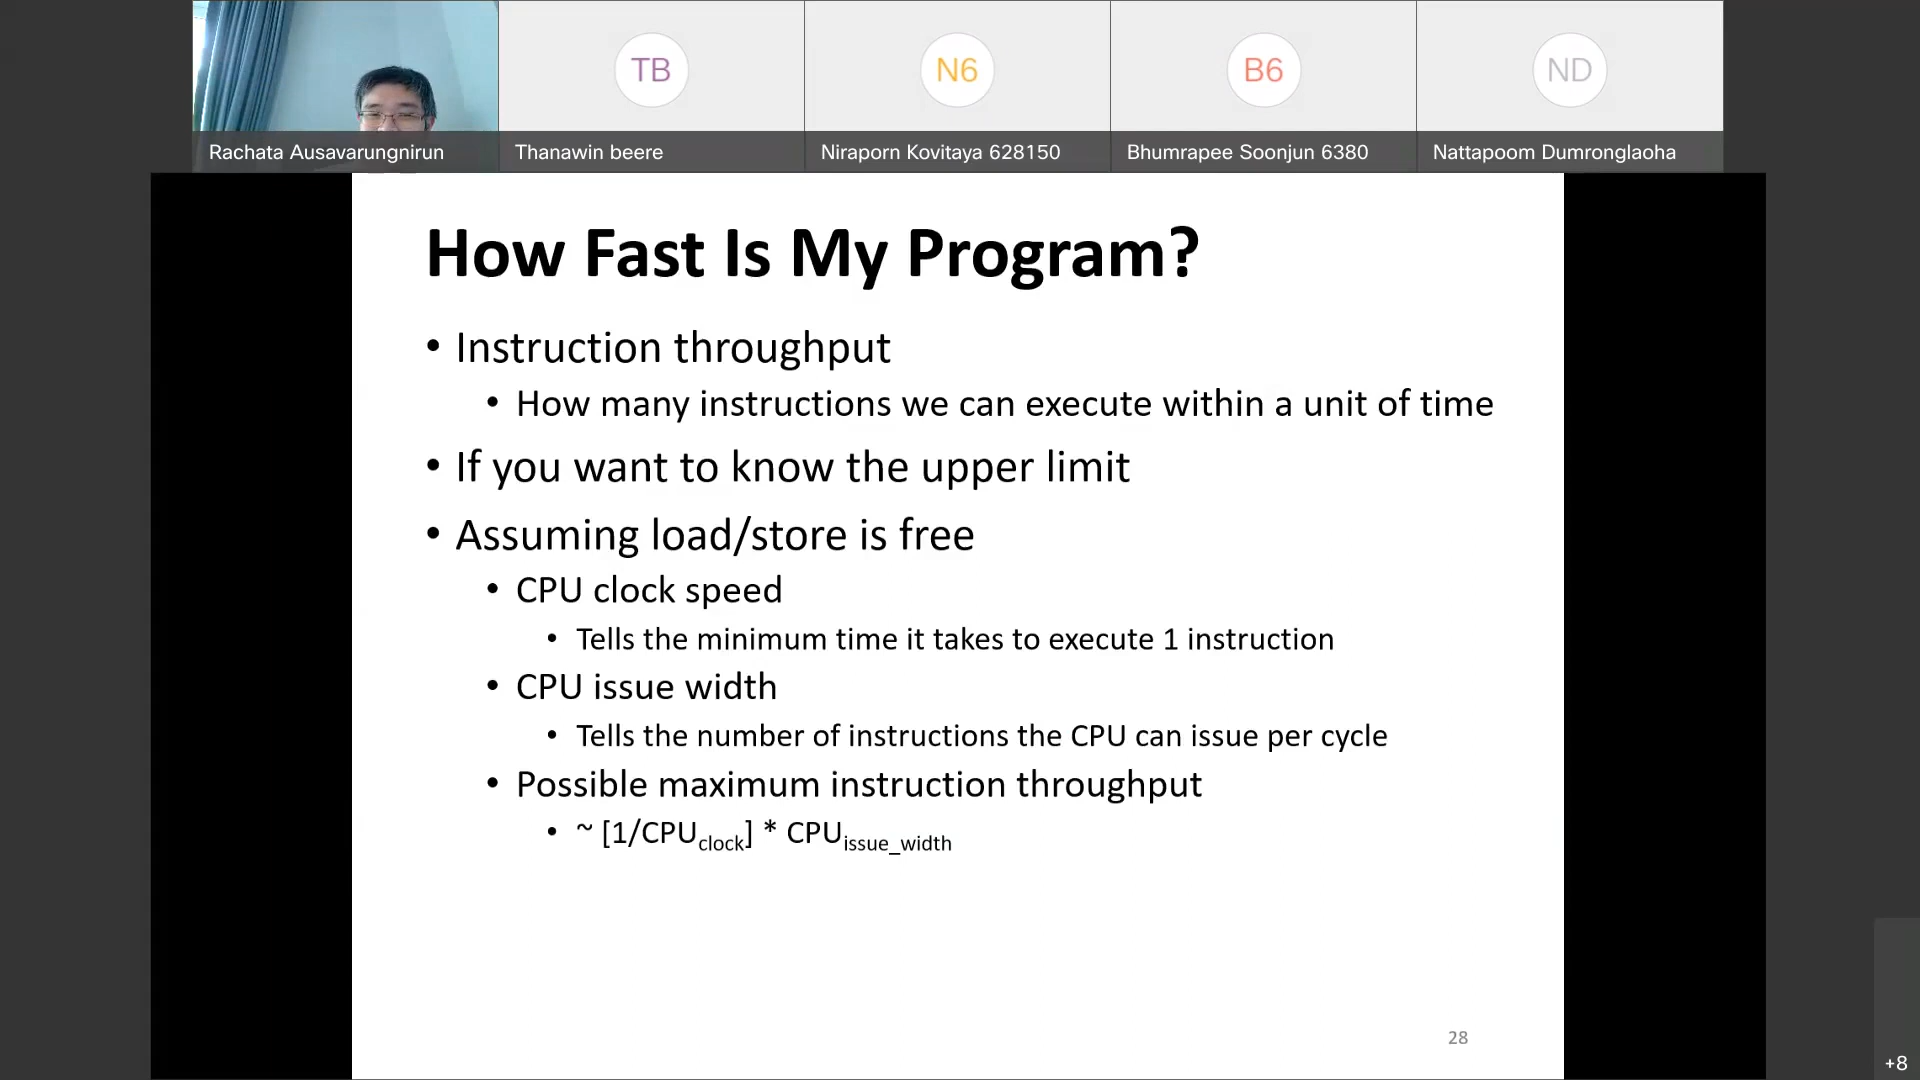 TB
N6
B6
ND
Rachata Ausavarungnirun
Thanawin beere
Niraporn Kovitaya 628150
Bhumrapee Soonjun 6380
Nattapoom Dumronglaoha
How Fast Is My Program?
• Instruction throughput
• How many instructions we can execute within a unit of time
• If you want to know the upper limit
• Assuming load/store is free
• CPU clock speed
• Tells the minimum time it takes to execute 1 instruction
• CPU issue width
• Tells the number of instructions the CPU can issue per cycle
• Possible maximum instruction throughput
• ~ [1/CPUclock] * CPUissue_width
28
+8